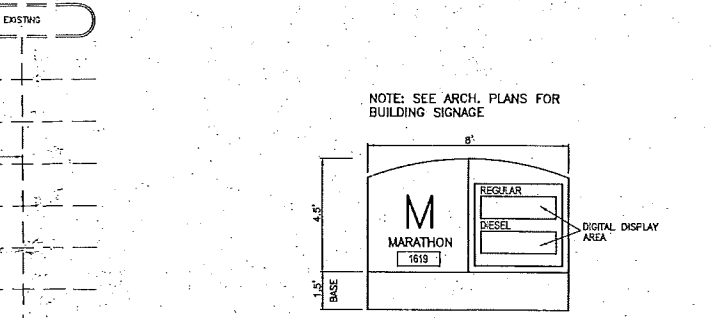 EXISTING
NOTE: SEE ARCH. PLANS FOR
BUILDING SIGNAGE
8'
4.5'
1.5'
BASE
M
MARATHON
1619
REGULAR
DIESEL
DIGITAL DISPLAY
AREA